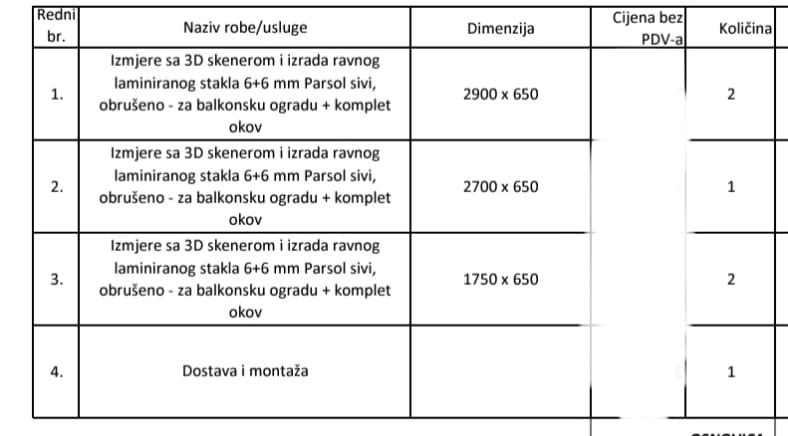 Redni
br.
Naziv robe/usluge
Dimenzija
Cijena bez
PDV-a
Količina
1.
Izmjere sa 3D skenerom i izrada ravnog
laminiranog stakla 6+6 mm Parsol sivi,
obrušeno - za balkonsku ogradu + komplet
okov
2900 x 650
2
2.
Izmjere sa 3D skenerom i izrada ravnog
laminiranog stakla 6+6 mm Parsol sivi,
obrušeno - za balkonsku ogradu + komplet
okov
2700 x 650
1
3.
Izmjere sa 3D skenerom i izrada ravnog
laminiranog stakla 6+6 mm Parsol sivi,
obrušeno - za balkonsku ogradu + komplet
okov
1750 x 650
2
4.
Dostava i montaža
1